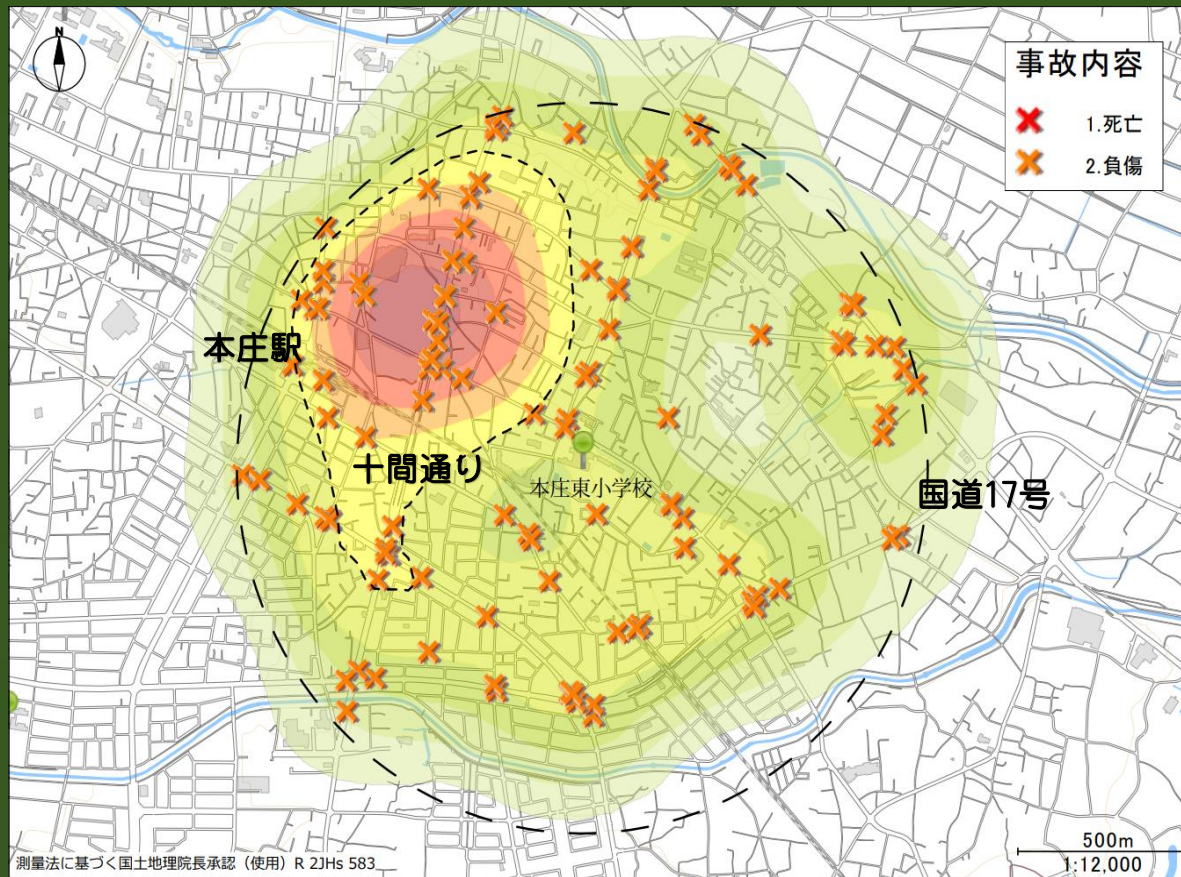 N
事故内容
1.死亡
2.負傷
本庄駅
十間通り
本庄東小学校
国道17号
測量法に基づく国土地理院長承認（使用）R 2JHs 583
500m
1:12,000